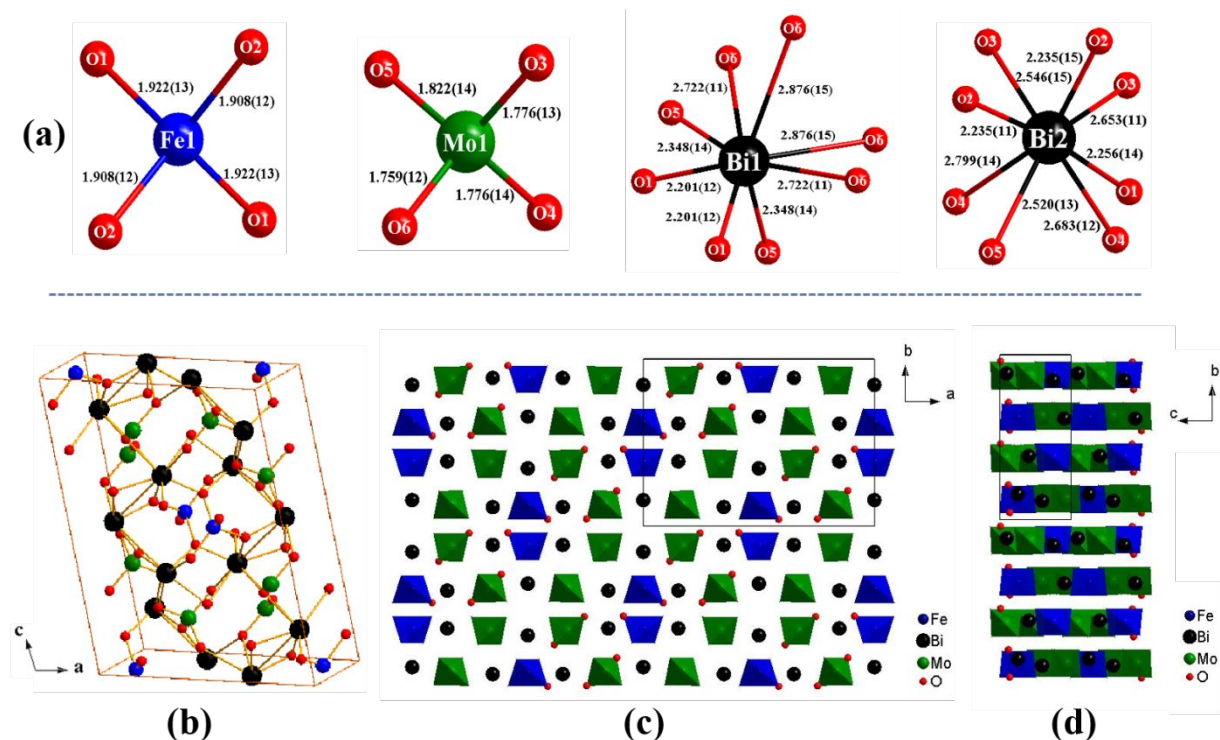 (a)
O1
O2
1.922(13)
1.908(12)
Fe1
1.908(12)
1.922(13)
O2
O1
O5
O3
1.822(14)
1.776(13)
Mo1
1.759(12)
1.776(14)
O6
O4
O6
O6
2.722(11)
2.876(15)
O5
2.876(15)
O6
2.348(14)
Bi1
O1
2.201(12)
2.722(11)
O6
2.201(12)
2.348(14)
O1
O5
O3
O2
2.235(15)
2.546(15)
O2
O3
2.653(11)
Bi2
2.235(11)
2.256(14)
2.799(14)
O4
O1
2.520(13)
2.683(12)
O5
O4
c
a
(b)
b
a
Fe
Bi
Mo
O
(c)
b
c
Fe
Bi
Mo
O
(d)